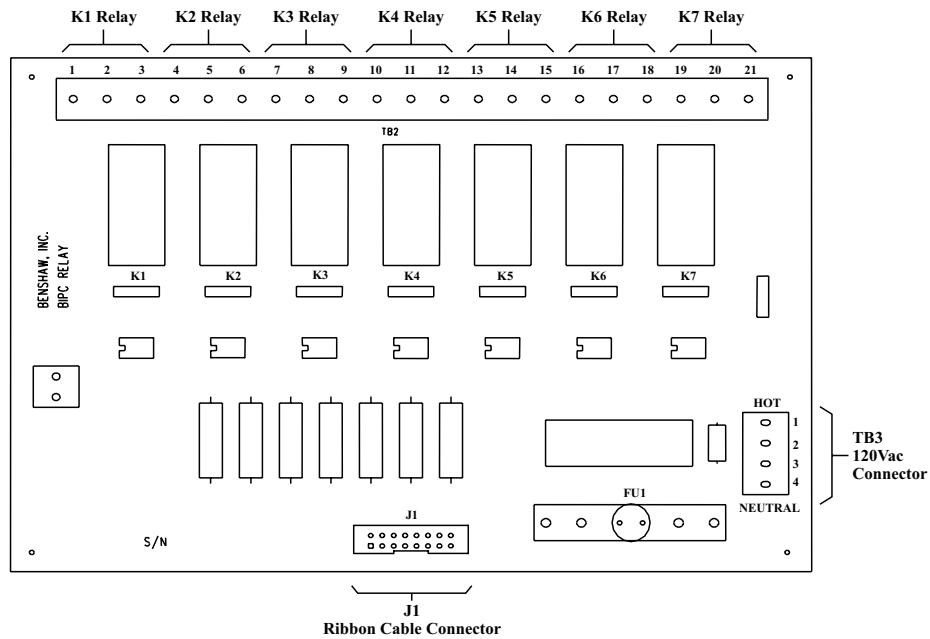 K1 Relay K2 Relay K3 Relay K4 Relay K5 Relay K6 Relay K7 Relay
1 2 3 4 5 6 7 8 9 10 11 12 13 14 15 16 17 18 19 20 21
TB2
BENSHAW, INC.
BIPC RELAY
K1 K2 K3 K4 K5 K6 K7
HOT
1
2
3
4
NEUTRAL
TB3
120Vac
Connector
FU1
J1
S/N
J1
Ribbon Cable Connector